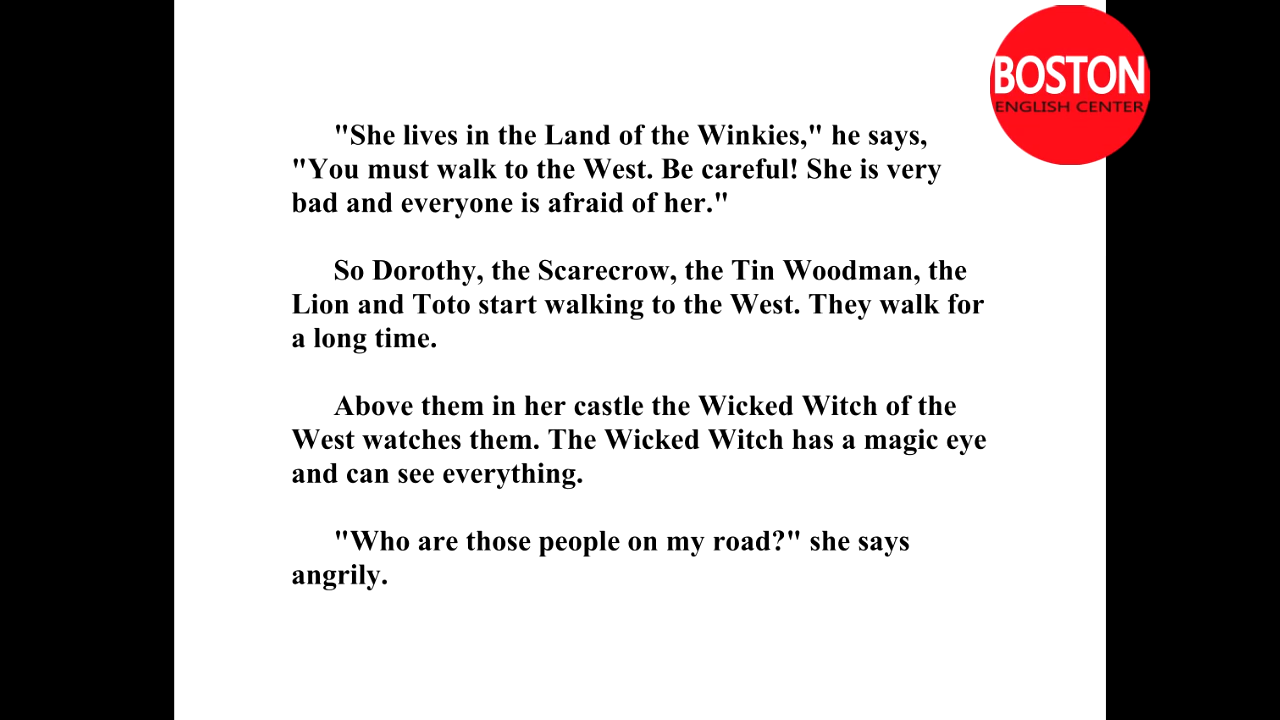 BOSTON
ENGLISH CENTER
"She lives in the Land of the Winkies," he says,
"You must walk to the West. Be careful! She is very
bad and everyone is afraid of her."
So Dorothy, the Scarecrow, the Tin Woodman, the
Lion and Toto start walking to the West. They walk for
a long time.
Above them in her castle the Wicked Witch of the
West watches them. The Wicked Witch has a magic eye
and can see everything.
"Who are those people on my road?" she says
angrily.